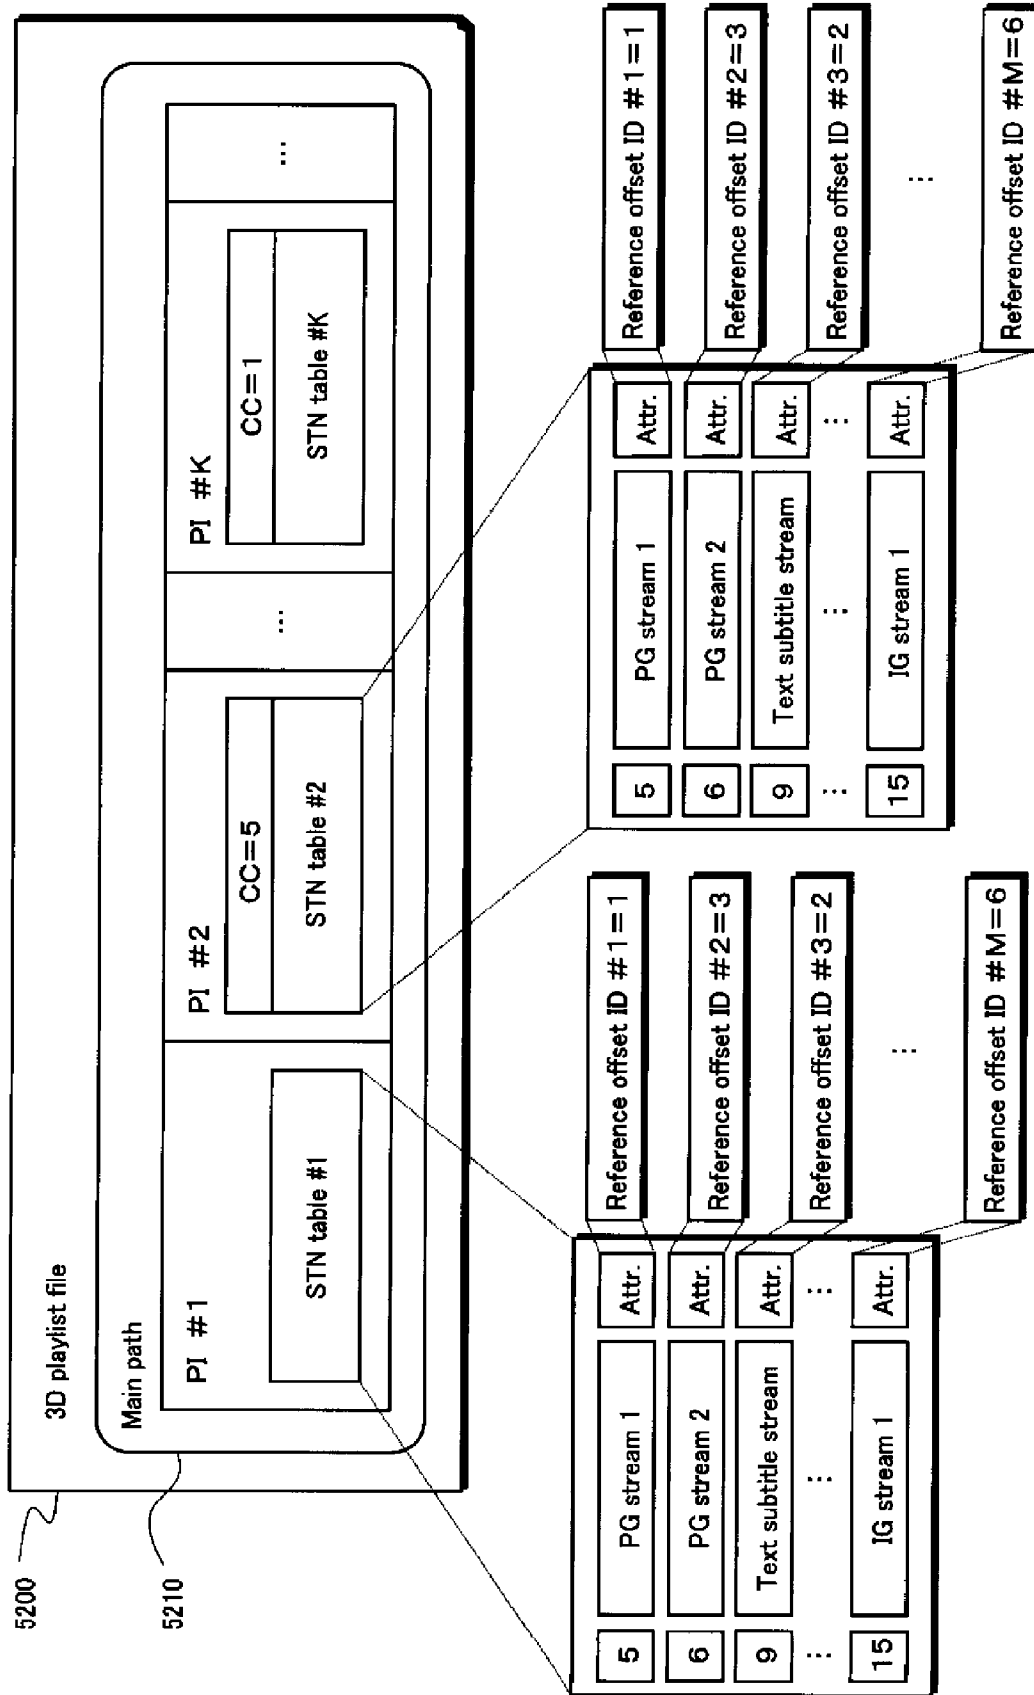 5200
3D playlist file
5210
Main path
PI #1
STN table #1
PI #2
CC=5
STN table #2
...
PI #K
CC=1
STN table #K
...
5 PG stream 1 Attr. Reference offset ID #1=1
6 PG stream 2 Attr. Reference offset ID #2=3
9 Text subtitle stream Attr. Reference offset ID #3=2
... ... ... ...
15 IG stream 1 Attr. Reference offset ID #M=6
5 PG stream 1 Attr. Reference offset ID #1=1
6 PG stream 2 Attr. Reference offset ID #2=3
9 Text subtitle stream Attr. Reference offset ID #3=2
... ... ... ...
15 IG stream 1 Attr. Reference offset ID #M=6